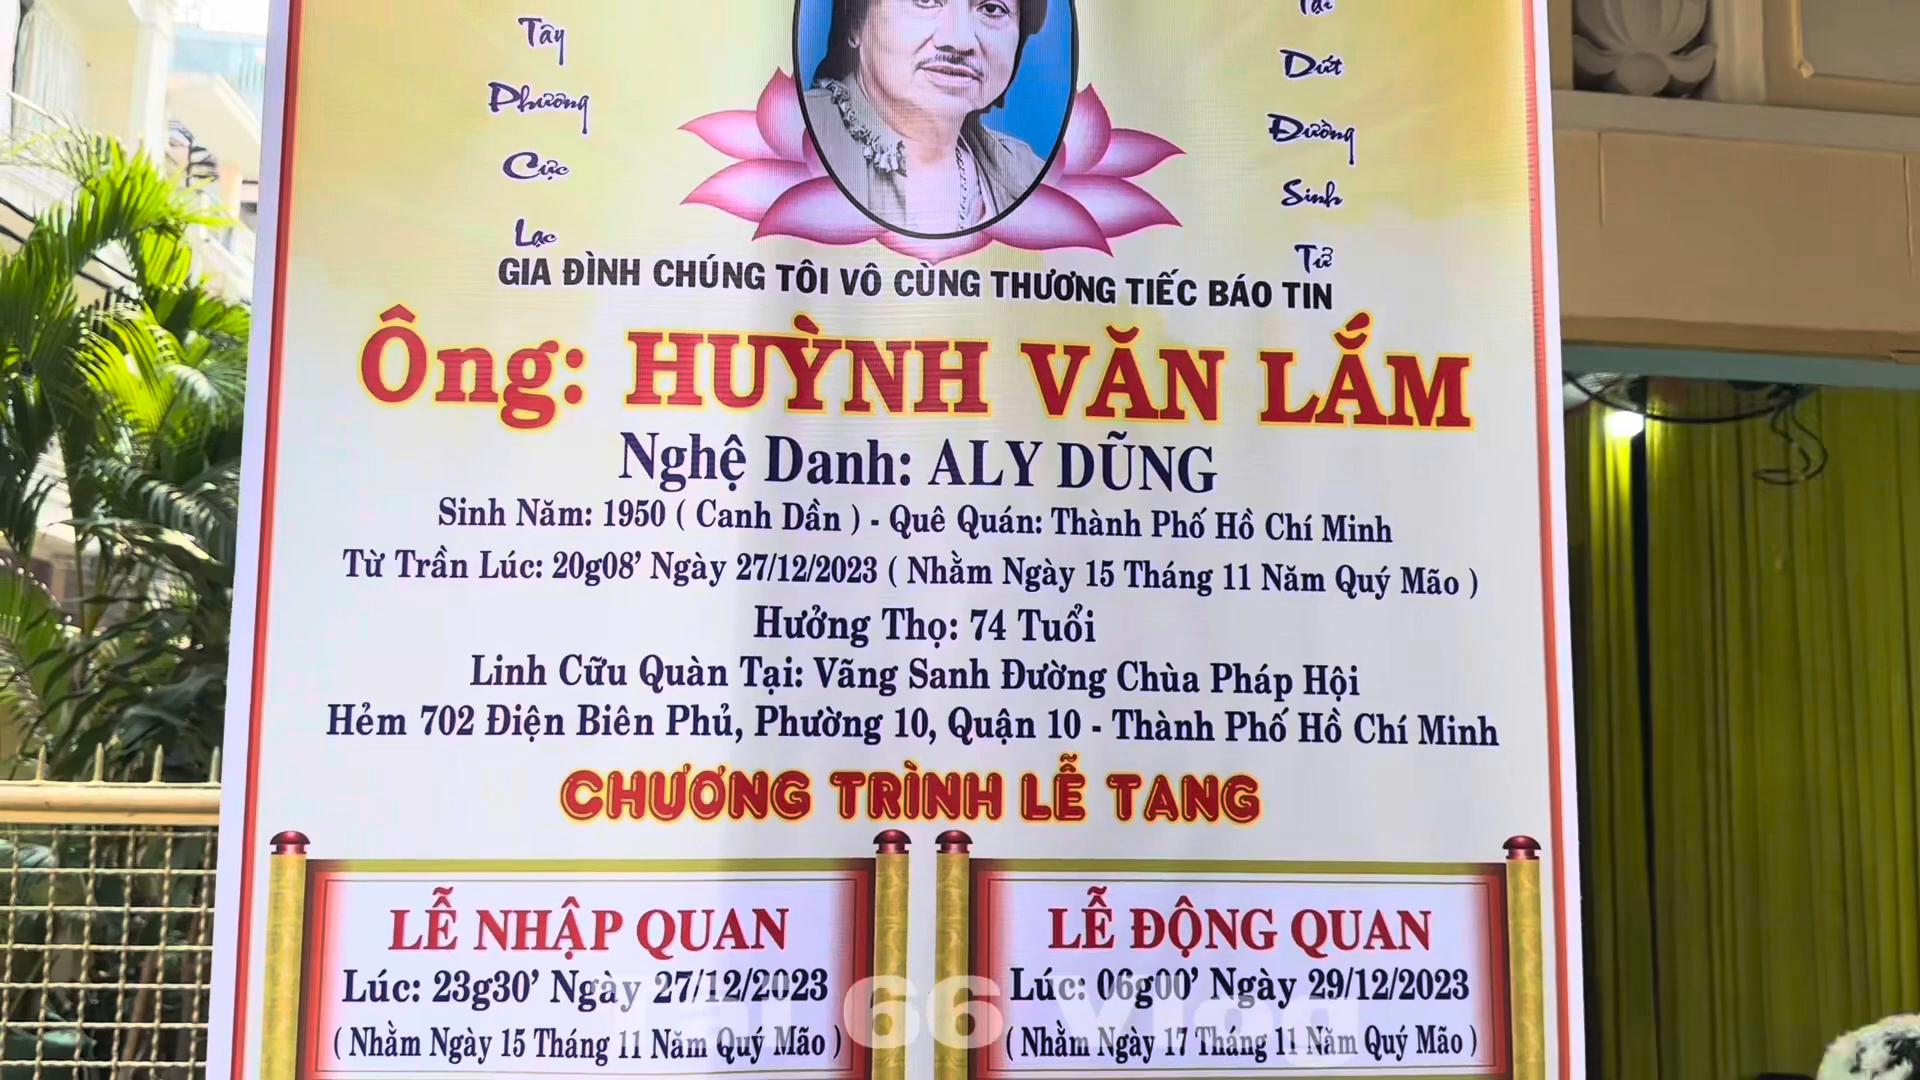 Tây
Phương
Cực
Lạc
Dứt
Đường
Sinh
Tử
GIA ĐÌNH CHÚNG TÔI VÔ CÙNG THƯƠNG TIẾC BÁO TIN
Ông: HUỲNH VĂN LẮM
Nghệ Danh: ALY DŨNG
Sinh Năm: 1950 ( Canh Dần ) - Quê Quán: Thành Phố Hồ Chí Minh
Từ Trần Lúc: 20g08’ Ngày 27/12/2023 ( Nhằm Ngày 15 Tháng 11 Năm Quý Mão )
Hưởng Thọ: 74 Tuổi
Linh Cữu Quàn Tại: Vãng Sanh Đường Chùa Pháp Hội
Hẻm 702 Điện Biên Phủ, Phường 10, Quận 10 - Thành Phố Hồ Chí Minh
CHƯƠNG TRÌNH LỄ TANG
LỄ NHẬP QUAN
Lúc: 23g30’ Ngày 27/12/2023
( Nhằm Ngày 15 Tháng 11 Năm Quý Mão )
LỄ ĐỘNG QUAN
Lúc: 06g00’ Ngày 29/12/2023
( Nhằm Ngày 17 Tháng 11 Năm Quý Mão )
66 Vlog